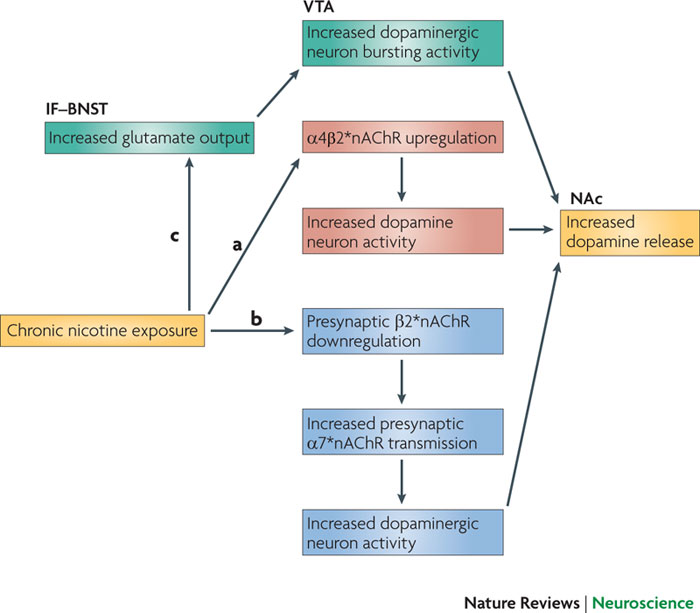 VTA
Increased dopaminergic
neuron bursting activity
IF–BNST
Increased glutamate output
α4β2*nAChR upregulation
NAc
Increased
dopamine release
Increased dopamine
neuron activity
c
a
b
Chronic nicotine exposure
Presynaptic β2*nAChR
downregulation
Increased presynaptic
α7*nAChR transmission
Increased dopaminergic
neuron activity
Nature Reviews | Neuroscience